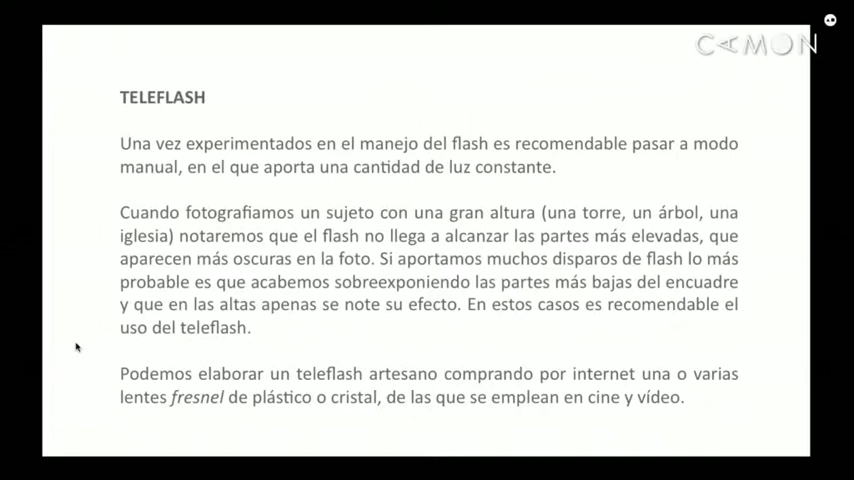 CAMON
TELEFLASH
Una vez experimentados en el manejo del flash es recomendable pasar a modo
manual, en el que aporta una cantidad de luz constante.
Cuando fotografiamos un sujeto con una gran altura (una torre, un árbol, una
iglesia) notaremos que el flash no llega a alcanzar las partes más elevadas, que
aparecen más oscuras en la foto. Si aportamos muchos disparos de flash lo más
probable es que acabemos sobreexponiendo las partes más bajas del encuadre
y que en las altas apenas se note su efecto. En estos casos es recomendable el
uso del teleflash.
Podemos elaborar un teleflash artesano comprando por internet una o varias
lentes fresnel de plástico o cristal, de las que se emplean en cine y vídeo.